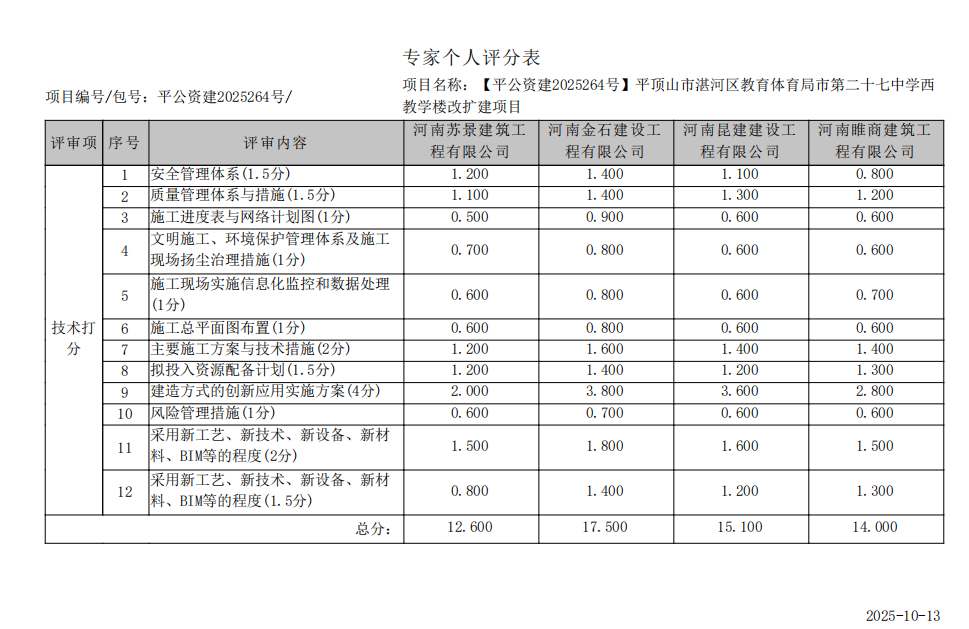 专家个人评分表
项目编号/包号：平公资建2025264号/
项目名称：【平公资建2025264号】平顶山市湛河区教育体育局市第二十七中学西
教学楼改扩建项目
评审项 序号 评审内容 河南苏景建筑工 河南金石建设工 河南昆建建设工 河南睢商建筑工
程有限公司 程有限公司 程有限公司 程有限公司
1 安全管理体系(1.5分) 1.200 1.400 1.100 0.800
2 质量管理体系与措施(1.5分) 1.100 1.400 1.300 1.200
3 施工进度表与网络计划图(1分) 0.500 0.900 0.600 0.600
4 文明施工、环境保护管理体系及施工 0.700 0.800 0.600 0.600
现场扬尘治理措施(1分)
5 施工现场实施信息化监控和数据处理 0.600 0.800 0.600 0.700
(1分)
技术打
分
6 施工总平面图布置(1分) 0.600 0.800 0.600 0.600
7 主要施工方案与技术措施(2分) 1.200 1.600 1.400 1.400
8 拟投入资源配备计划(1.5分) 1.200 1.400 1.200 1.300
9 建造方式的创新应用实施方案(4分) 2.000 3.800 3.600 2.800
10 风险管理措施(1分) 0.600 0.700 0.600 0.600
11 采用新工艺、新技术、新设备、新材 1.500 1.800 1.600 1.500
料、BIM等的程度(2分)
12 采用新工艺、新技术、新设备、新材 0.800 1.400 1.200 1.300
料、BIM等的程度(1.5分)
总分： 12.600 17.500 15.100 14.000
2025-10-13